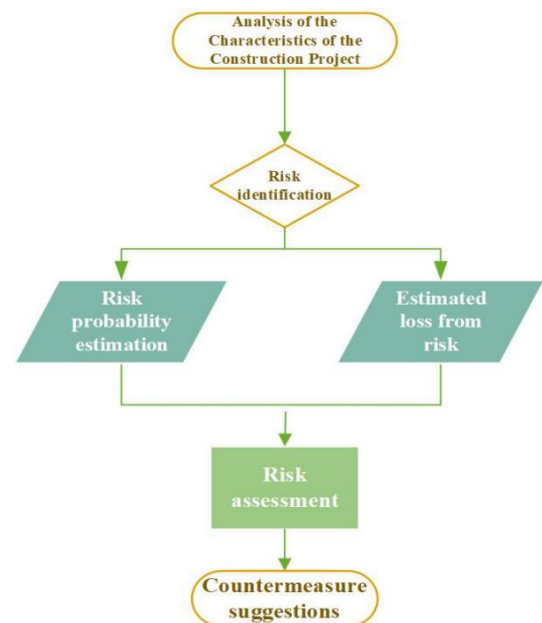 Analysis of the
Characteristics of the
Construction Project
Risk
identification
Risk
probability
estimation
Estimated
loss from
risk
Risk
assessment
Countermeasure
suggestions